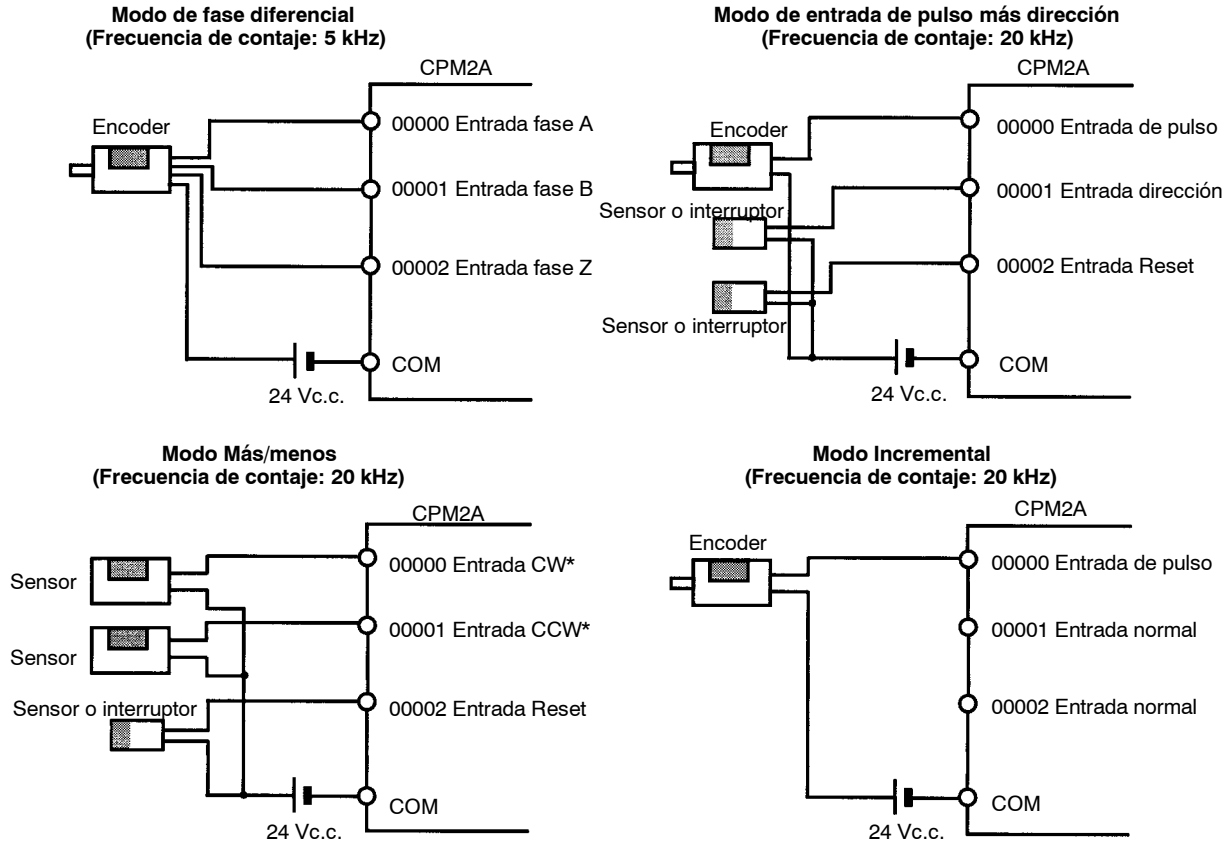 Modo de fase diferencial
(Frecuencia de contaje: 5 kHz)
CPM2A
Encoder
00000 Entrada fase A
00001 Entrada fase B
00002 Entrada fase Z
COM
24 Vc.c.
Modo de entrada de pulso más dirección
(Frecuencia de contaje: 20 kHz)
CPM2A
Encoder
00000 Entrada de pulso
00001 Entrada dirección
Sensor o interruptor
00002 Entrada Reset
Sensor o interruptor
COM
24 Vc.c.
Modo Más/menos
(Frecuencia de contaje: 20 kHz)
CPM2A
00000 Entrada CW*
Sensor
00001 Entrada CCW*
Sensor
Sensor o interruptor
00002 Entrada Reset
COM
24 Vc.c.
Modo Incremental
(Frecuencia de contaje: 20 kHz)
CPM2A
Encoder
00000 Entrada de pulso
00001 Entrada normal
00002 Entrada normal
COM
24 Vc.c.